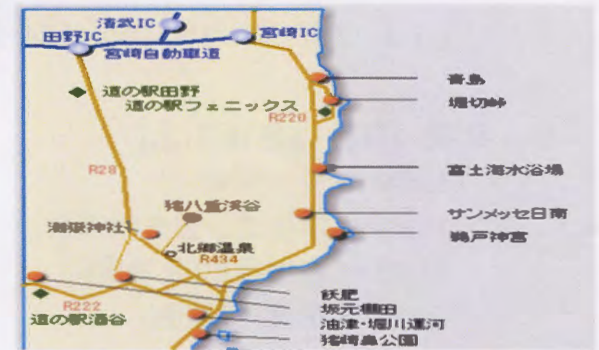 清武IC
田野IC
宮崎IC
宮崎自動車道
道の駅田野
道の駅フェニックス
R220
青島
堀切峠
R28
富土海水浴場
猪八重渓谷
サンメッセ日南
潮嶽神社
鵜戸神宮
北郷温泉
R434
飫肥
R222
坂元棚田
道の駅酒谷
油津・堀川運河
猪崎鼻公園